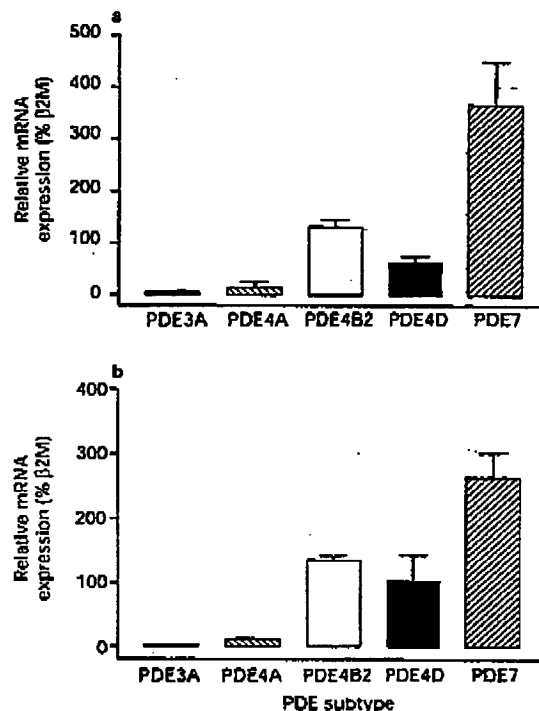 a
Relative mRNA
expression (% β2M)
500
400
300
200
100
0
PDE3A PDE4A PDE4B2 PDE4D PDE7
b
Relative mRNA
expression (% β2M)
400
300
200
100
0
PDE3A PDE4A PDE4B2 PDE4D PDE7
PDE subtype